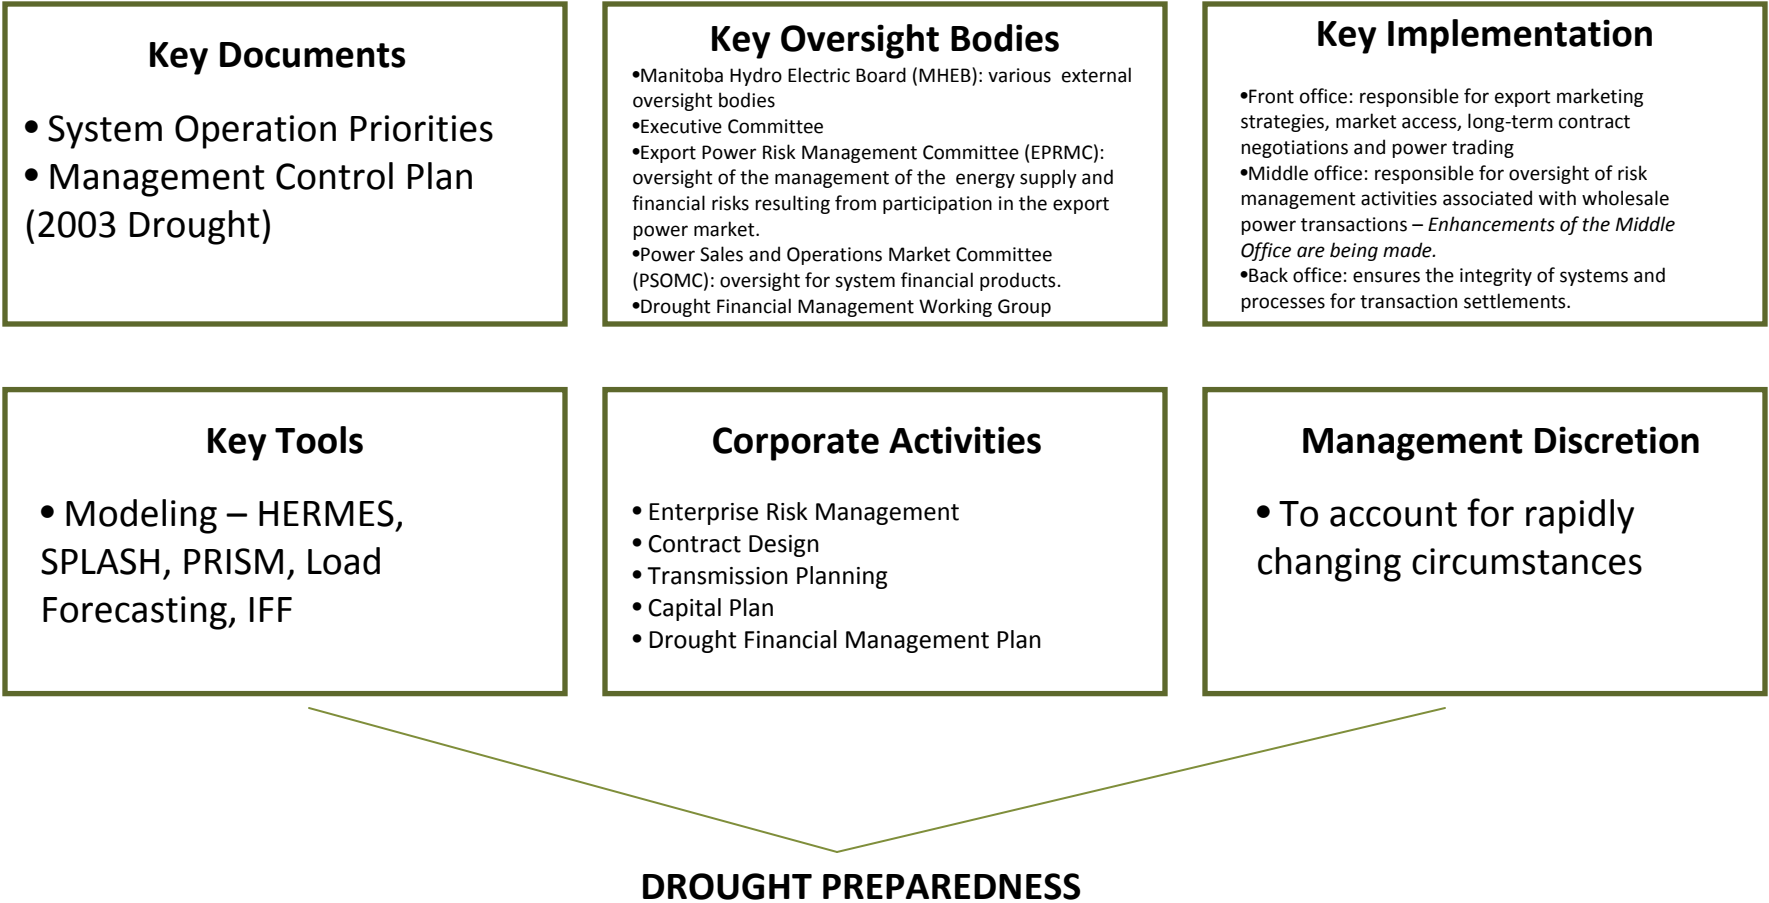 Key Documents
• System Operation Priorities
• Management Control Plan
(2003 Drought)
Key Oversight Bodies
•Manitoba Hydro Electric Board (MHEB): various external
oversight bodies
•Executive Committee
•Export Power Risk Management Committee (EPRMC):
oversight of the management of the energy supply and
financial risks resulting from participation in the export
power market.
•Power Sales and Operations Market Committee
(PSOMC): oversight for system financial products.
•Drought Financial Management Working Group
Key Implementation
•Front office: responsible for export marketing
strategies, market access, long-term contract
negotiations and power trading
•Middle office: responsible for oversight of risk
management activities associated with wholesale
power transactions – Enhancements of the Middle
Office are being made.
•Back office: ensures the integrity of systems and
processes for transaction settlements.
Key Tools
• Modeling – HERMES,
SPLASH, PRISM, Load
Forecasting, IFF
Corporate Activities
• Enterprise Risk Management
• Contract Design
• Transmission Planning
• Capital Plan
• Drought Financial Management Plan
Management Discretion
• To account for rapidly
changing circumstances
DROUGHT PREPAREDNESS